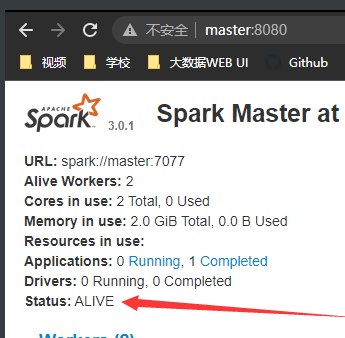 不安全 | master:8080
视频 学校 大数据WEB UI Github
APACHE Spark 3.0.1 Spark Master at
URL: spark://master:7077
Alive Workers: 2
Cores in use: 2 Total, 0 Used
Memory in use: 2.0 GiB Total, 0.0 B Used
Resources in use:
Applications: 0 Running, 1 Completed
Drivers: 0 Running, 0 Completed
Status: ALIVE